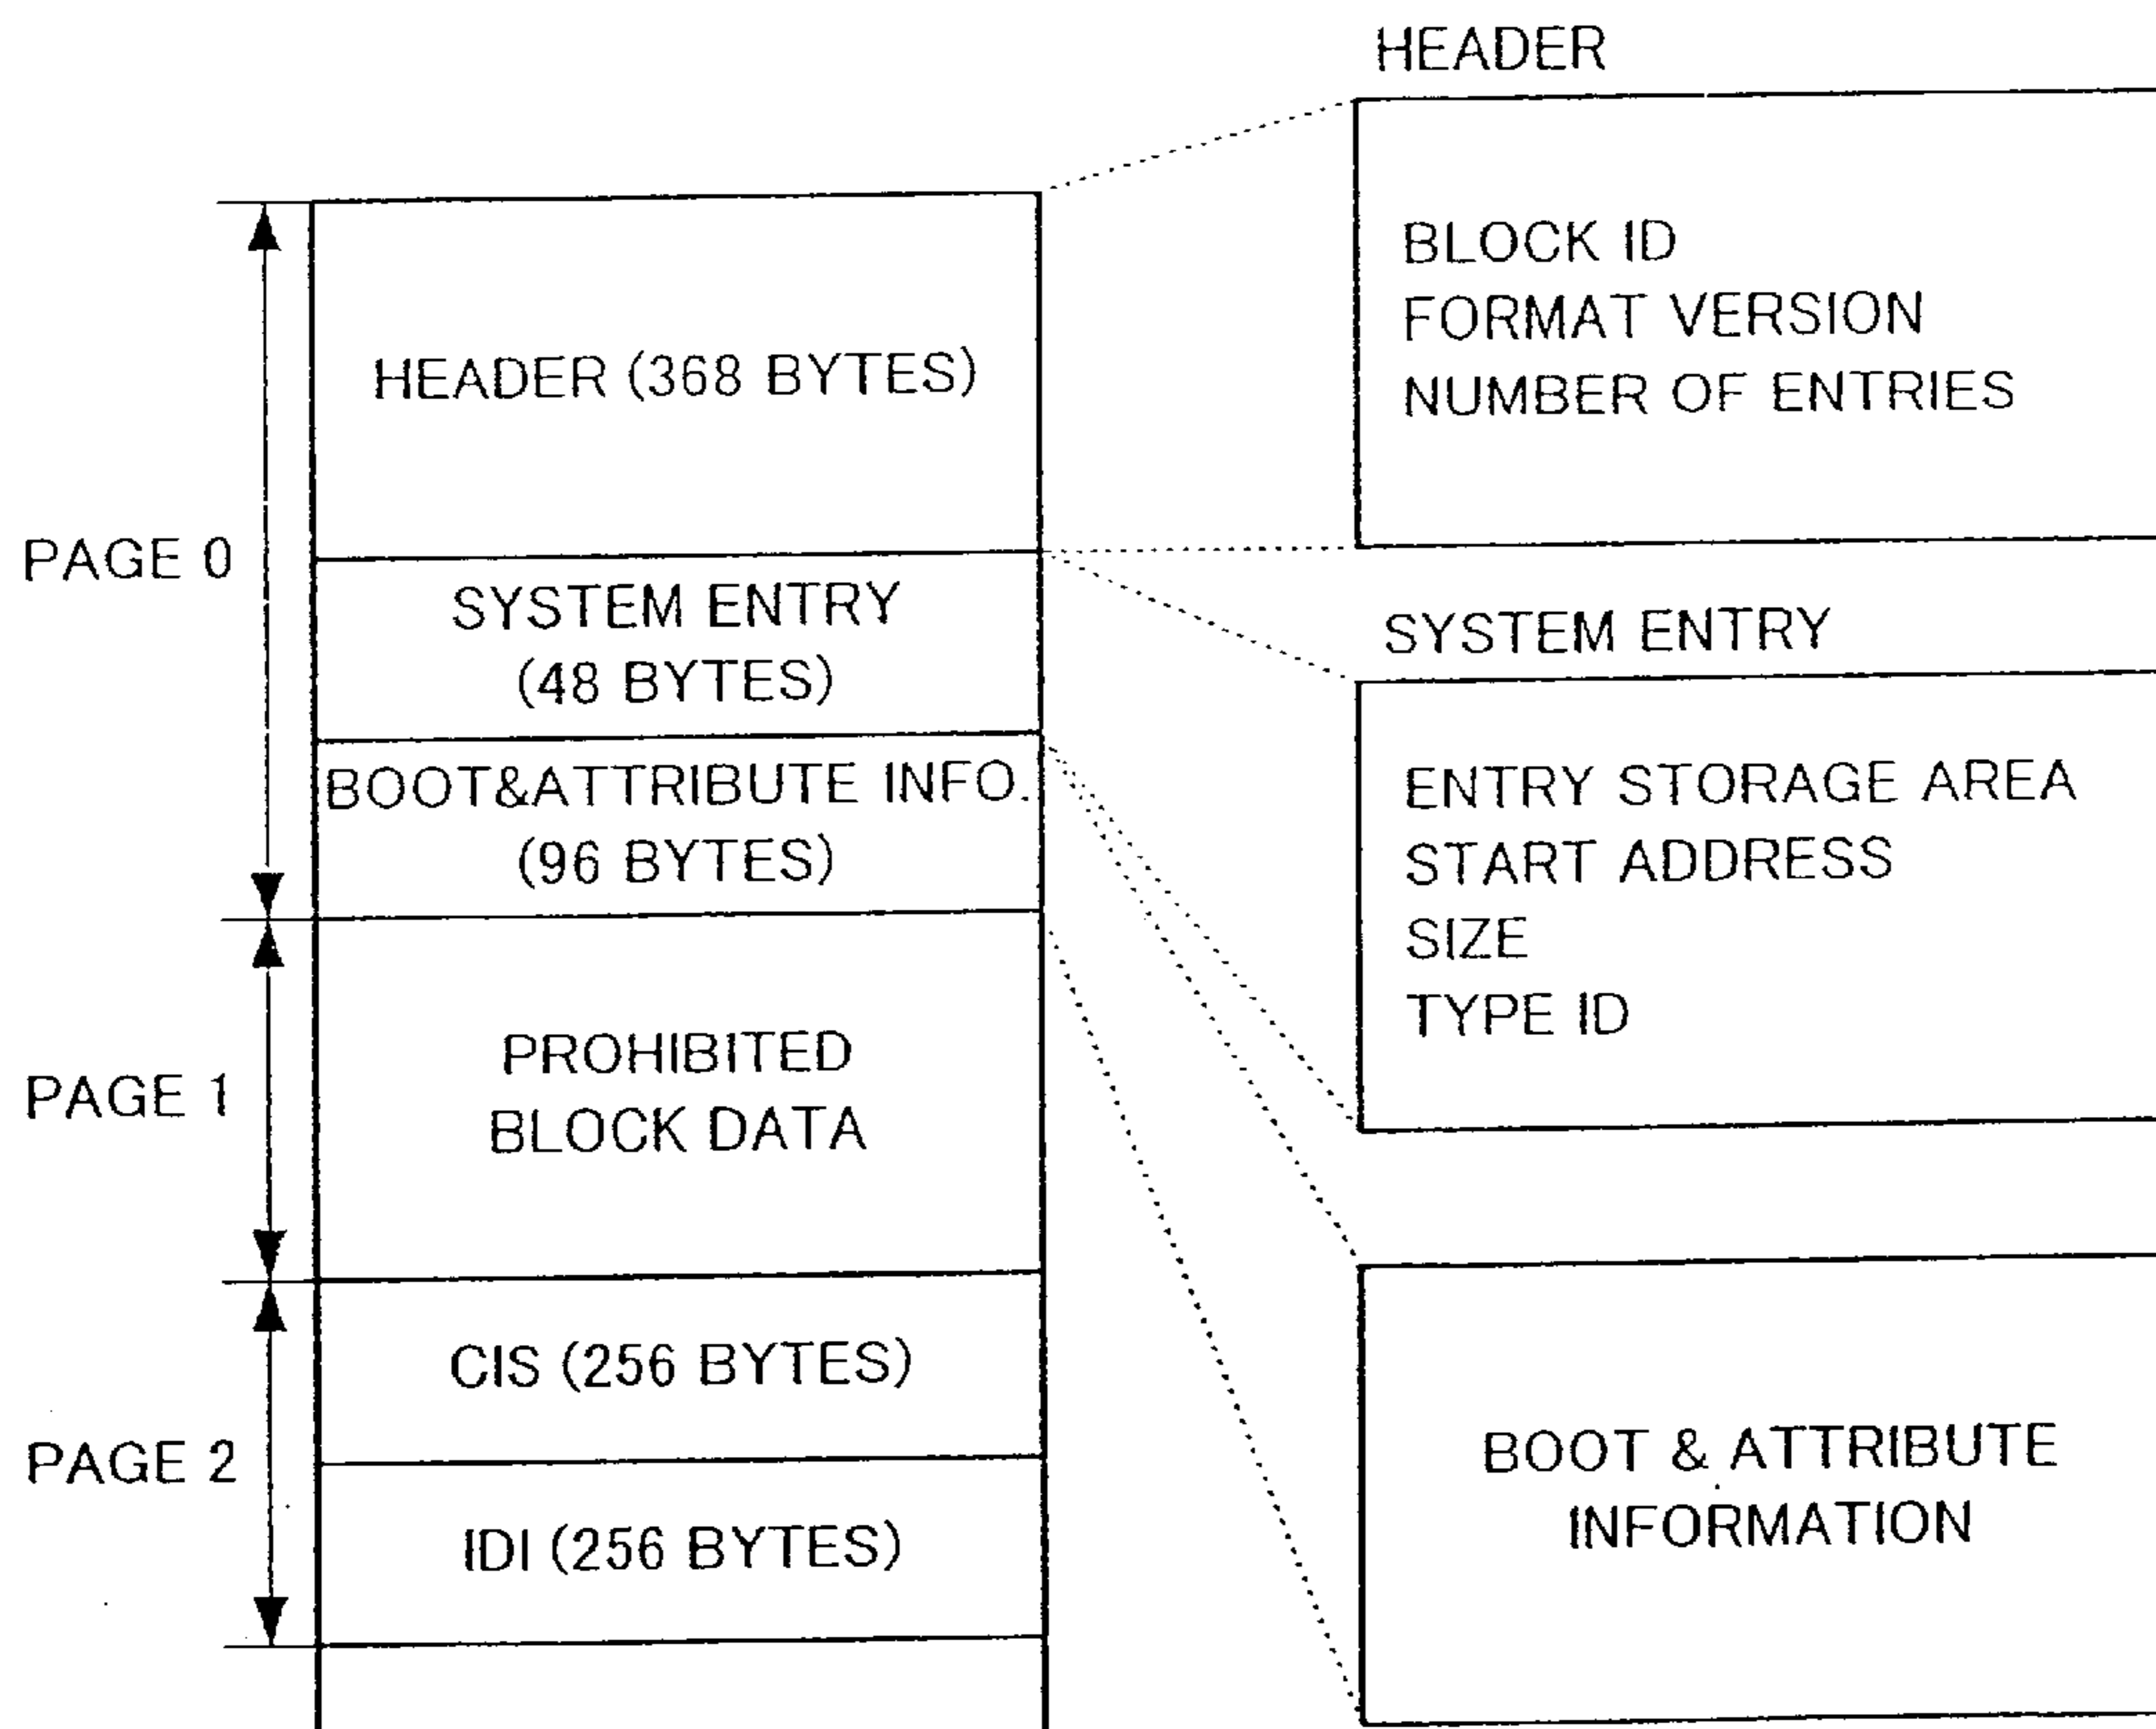 HEADER
BLOCK ID
FORMAT VERSION
NUMBER OF ENTRIES
HEADER (368 BYTES)
PAGE 0
SYSTEM ENTRY
(48 BYTES)
BOOT&ATTRIBUTE INFO.
(96 BYTES)
SYSTEM ENTRY
ENTRY STORAGE AREA
START ADDRESS
SIZE
TYPE ID
PAGE 1
PROHIBITED
BLOCK DATA
PAGE 2
CIS (256 BYTES)
IDI (256 BYTES)
BOOT & ATTRIBUTE
INFORMATION